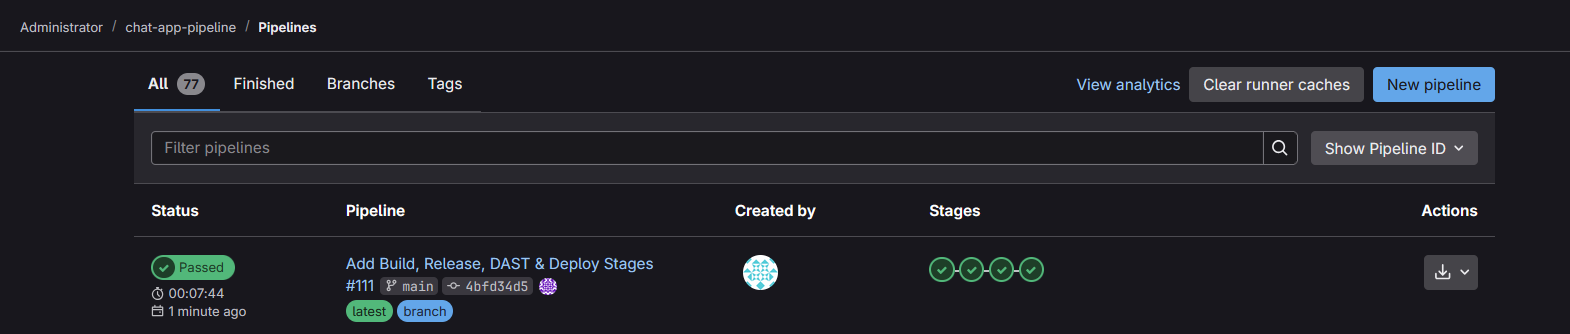 Administrator / chat-app-pipeline / Pipelines
All 77 Finished Branches Tags View analytics Clear runner caches New pipeline
Filter pipelines Show Pipeline ID
Status Pipeline Created by Stages Actions
Passed Add Build, Release, DAST & Deploy Stages
#111 main 4bfd34d5
00:07:44
1 minute ago latest branch